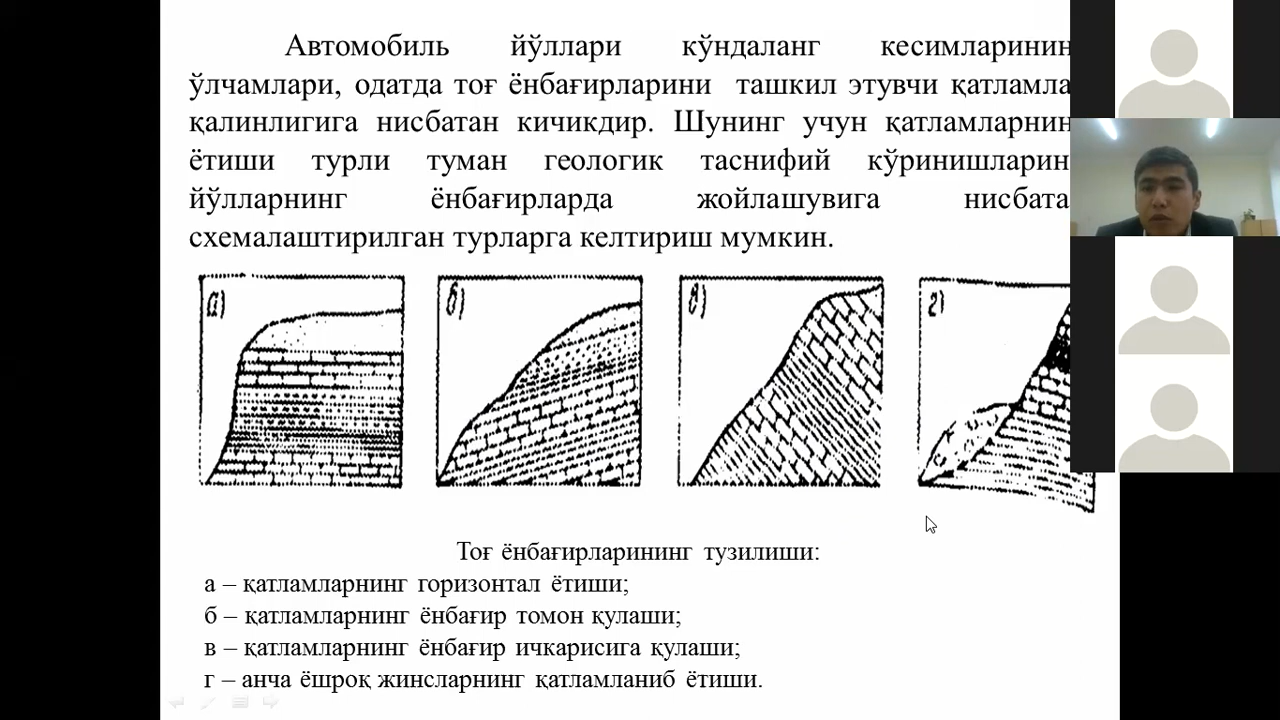 Автомобиль йўллари кўндаланг кесимларинин
ўлчамлари, одатда тоғ ёнбағирларини ташкил этувчи қатламла
қалинлигига нисбатан кичикдир. Шунинг учун қатламларнин
ётиши турли туман геологик таснифий кўринишларин
йўлларнинг ёнбағирларда жойлашувига нисбата
схемалаштирилган турларга келтириш мумкин.
а) б) в) г)
Тоғ ёнбағирларининг тузилиши:
а – қатламларнинг горизонтал ётиши;
б – қатламларнинг ёнбағир томон қулаши;
в – қатламларнинг ёнбағир ичкарисига қулаши;
г – анча ёшроқ жинсларнинг қатламланиб ётиши.